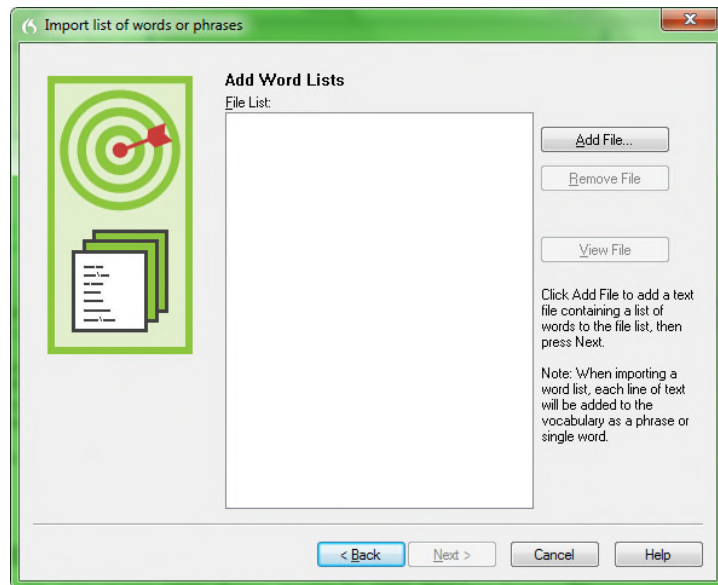 Import list of words or phrases
Add Word Lists
File List:
Add File...
Remove File
View File
Click Add File to add a text
file containing a list of
words to the file list, then
press Next.
Note: When importing a
word list, each line of text
will be added to the
vocabulary as a phrase or
single word.
< Back
Next >
Cancel
Help